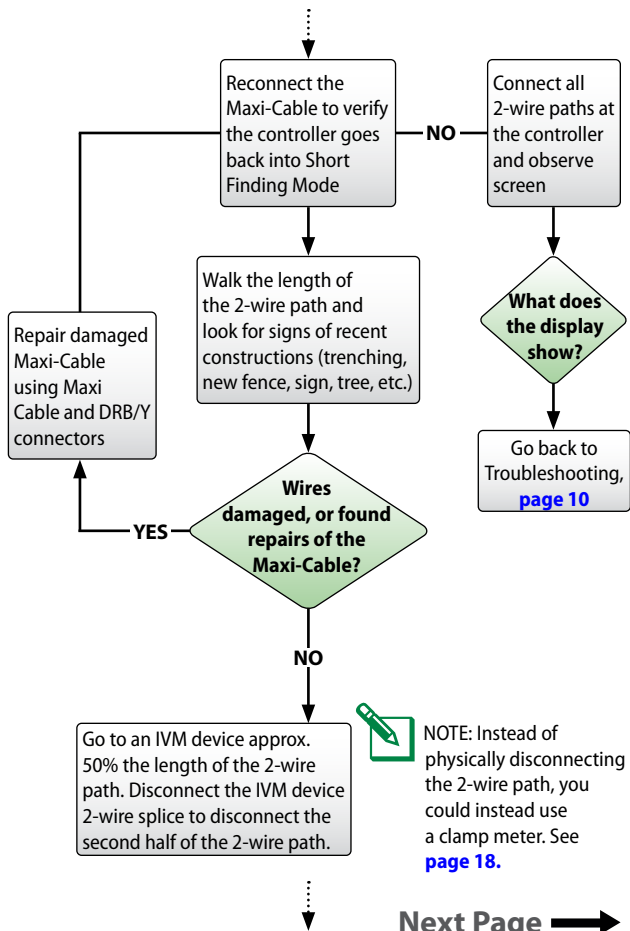 Reconnect the
Maxi-Cable to verify
the controller goes
back into Short
Finding Mode
NO
Connect all
2-wire paths at
the controller
and observe
screen
Walk the length of
the 2-wire path and
look for signs of recent
constructions (trenching,
new fence, sign, tree, etc.)
What does
the display
show?
Repair damaged
Maxi-Cable
using Maxi
Cable and DRB/Y
connectors
Go back to
Troubleshooting,
page 10
Wires
damaged, or found
repairs of the
Maxi-Cable?
YES
NO
Go to an IVM device approx.
50% the length of the 2-wire
path. Disconnect the IVM device
2-wire splice to disconnect the
second half of the 2-wire path.
NOTE: Instead of
physically disconnecting
the 2-wire path, you
could instead use
a clamp meter. See
page 18.
Next Page